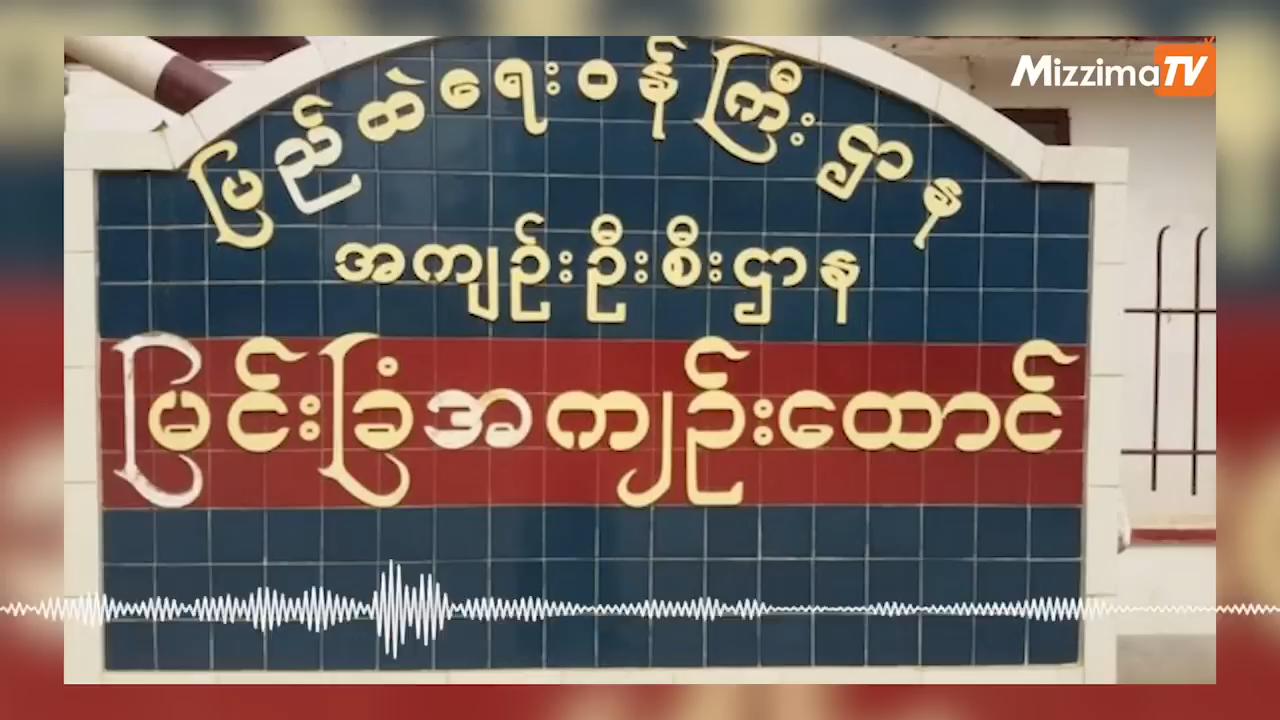 MizzimaTV
ပြည်ထဲရေးဝန်ကြီးဌာန
အကျဉ်းဦးစီးဌာန
မြင်းခြံအကျဉ်းထောင်